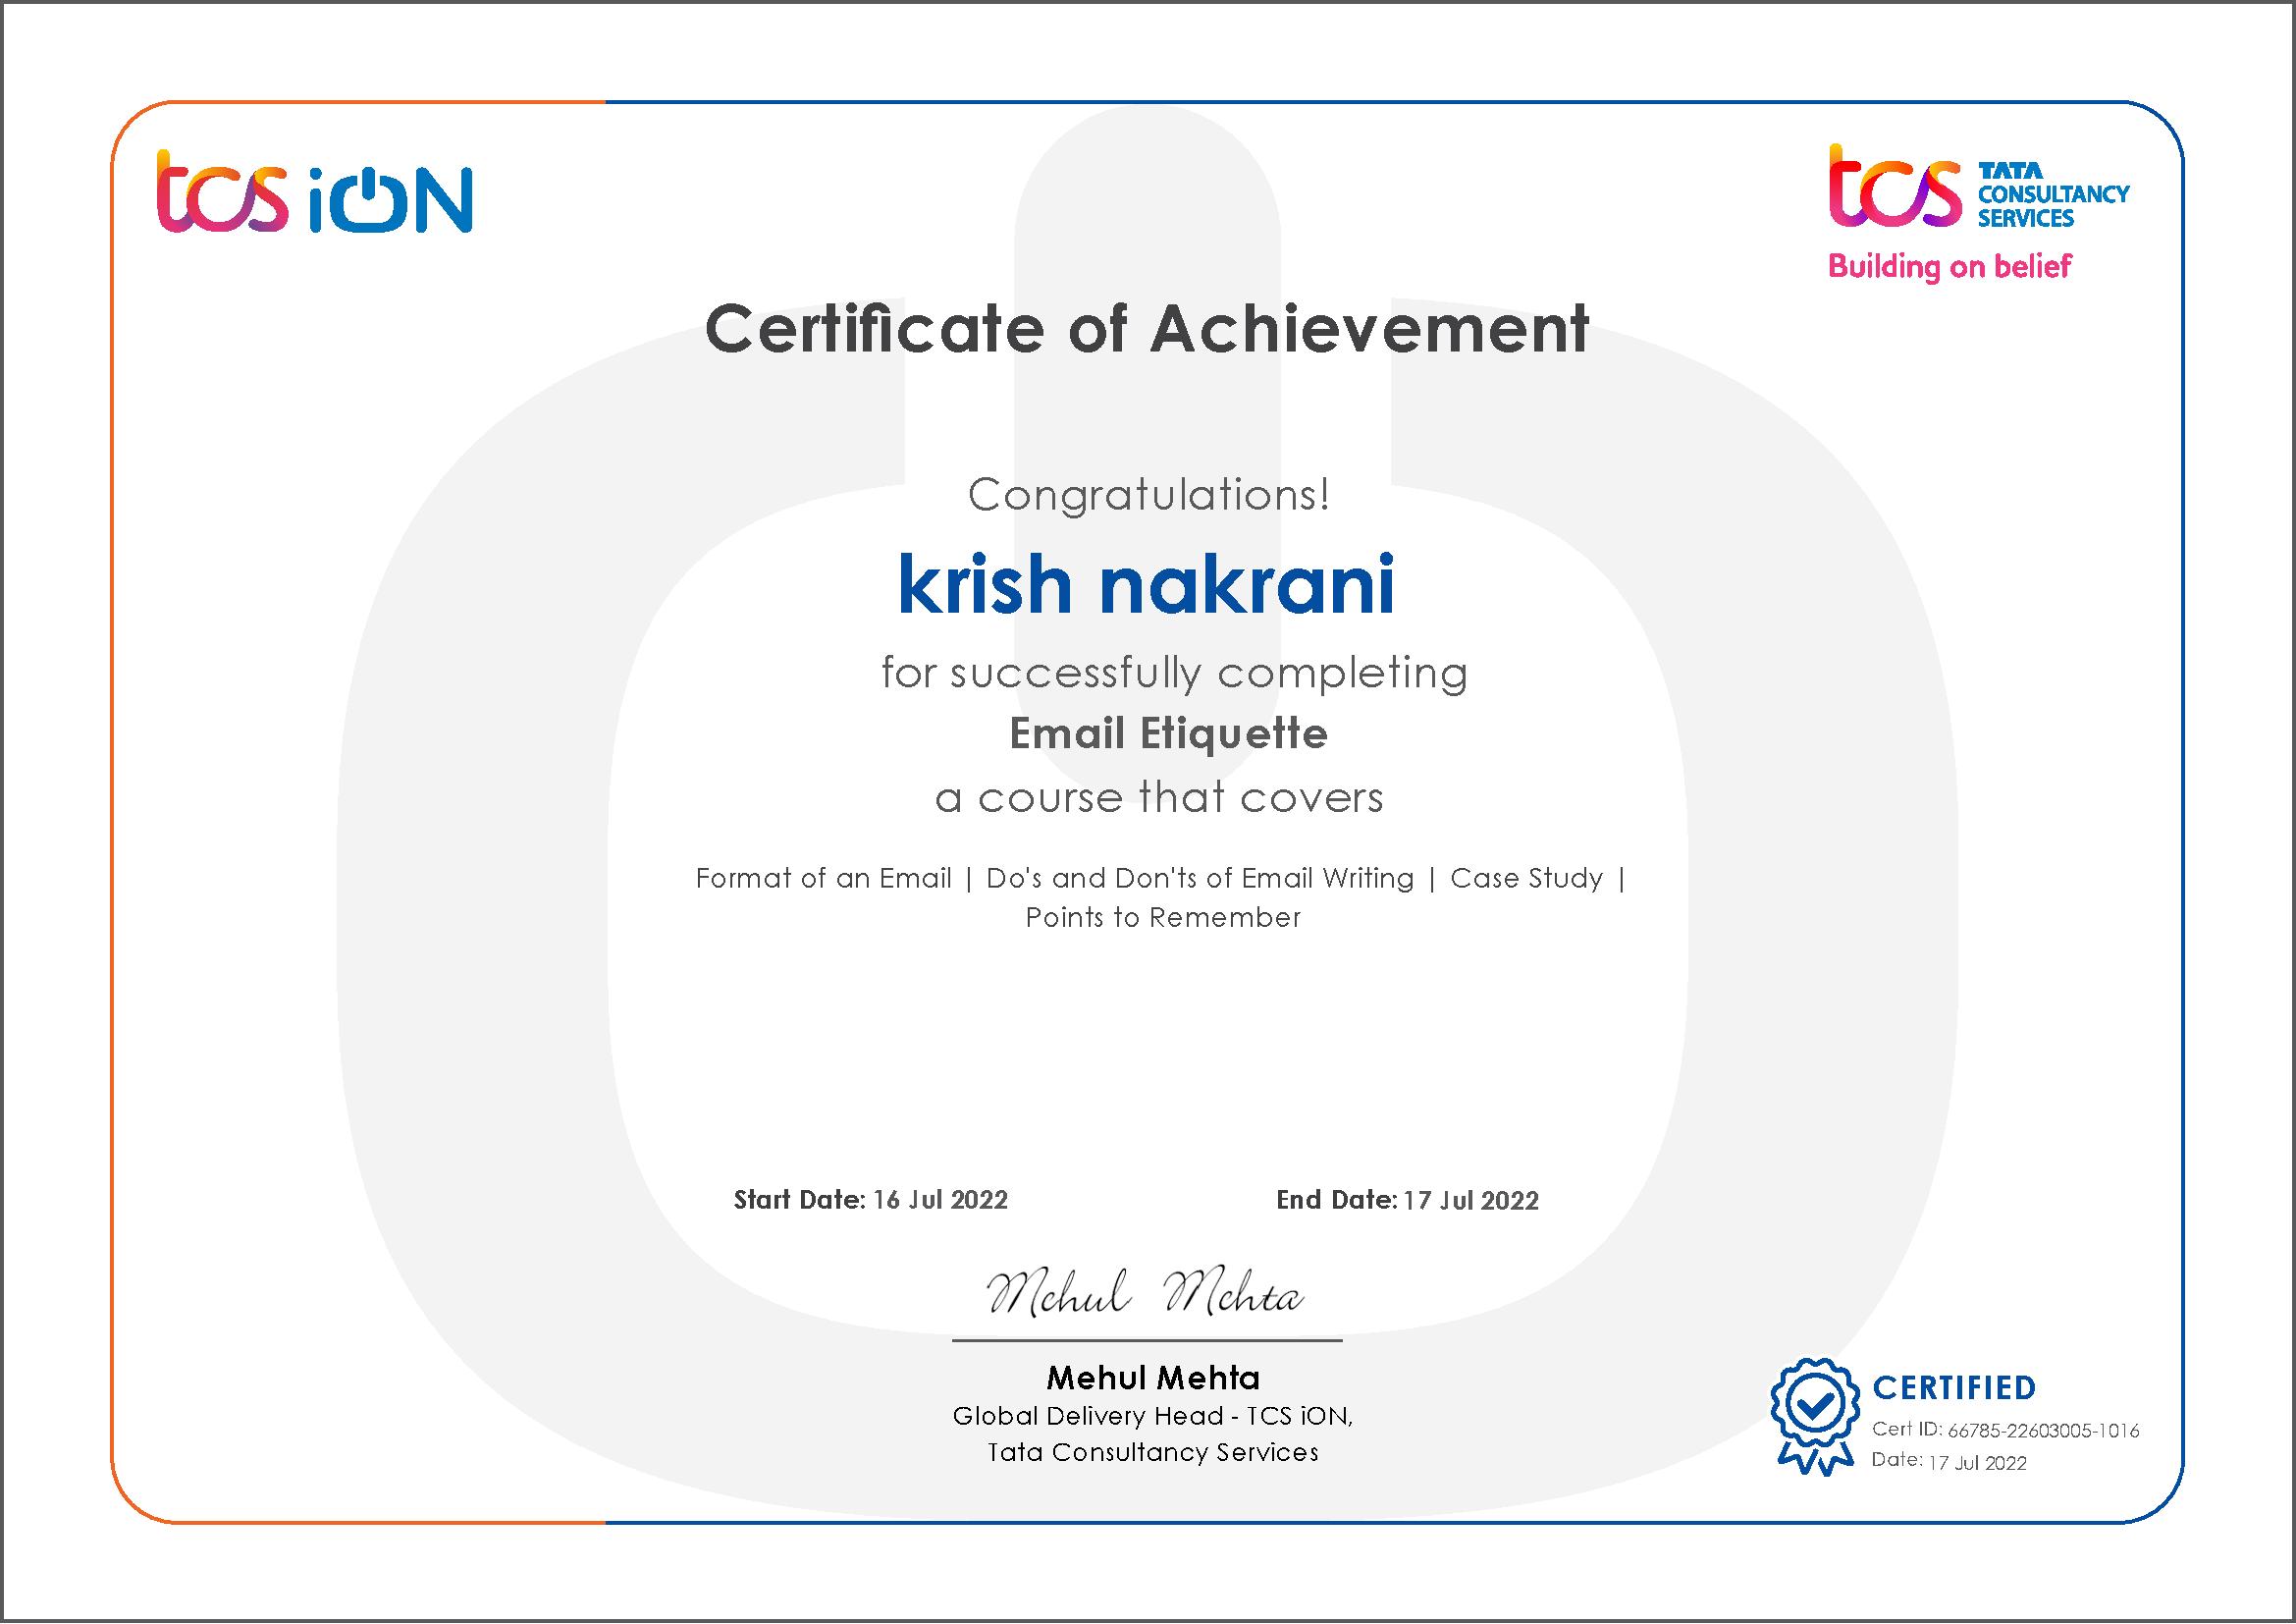 tcs iON
tcs TATA
CONSULTANCY
SERVICES
Building on belief
Certificate of Achievement
Congratulations!
krish nakrani
for successfully completing
Email Etiquette
a course that covers
Format of an Email | Do's and Don'ts of Email Writing | Case Study |
Points to Remember
Start Date: 16 Jul 2022
End Date: 17 Jul 2022
Mehul Mehta
Mehul Mehta
Global Delivery Head - TCS iON,
Tata Consultancy Services
CERTIFIED
Cert ID: 66785-22603005-1016
Date: 17 Jul 2022